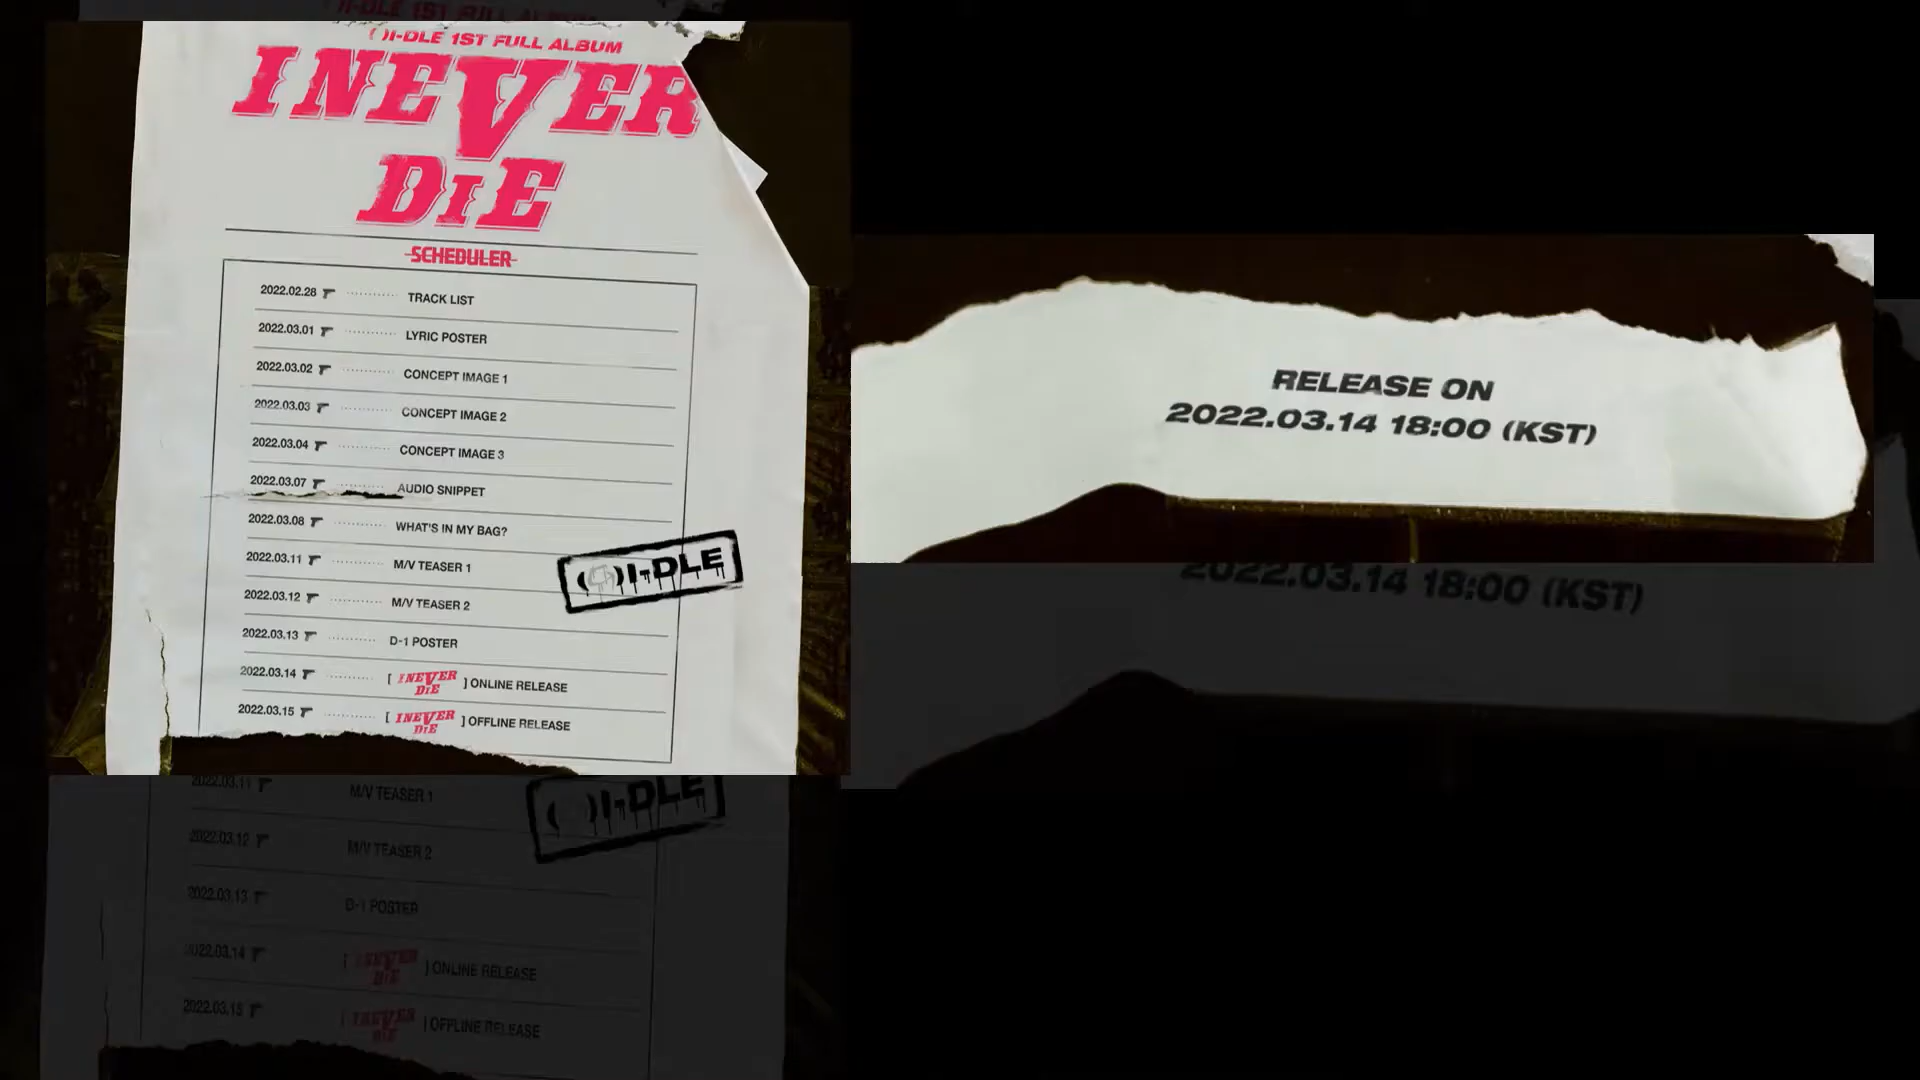 ( )I-DLE 1ST FULL ALBUM
I NEVER
DIE
SCHEDULER
2022.02.28 ........... TRACK LIST
2022.03.01 ........... LYRIC POSTER
2022.03.02 ........... CONCEPT IMAGE 1
2022.03.03 ........... CONCEPT IMAGE 2
2022.03.04 ........... CONCEPT IMAGE 3
2022.03.07 ........... AUDIO SNIPPET
2022.03.08 ........... WHAT'S IN MY BAG?
2022.03.11 ........... M/V TEASER 1
2022.03.12 ........... M/V TEASER 2
2022.03.13 ........... D-1 POSTER
2022.03.14 ........... [ I NEVER DIE ] ONLINE RELEASE
2022.03.15 ........... [ I NEVER DIE ] OFFLINE RELEASE
( )I-DLE
RELEASE ON
2022.03.14 18:00 (KST)
2022.03.14 18:00 (KST)
2022.03.11 M/V TEASER 1
( )I-DLE
2022.03.12 M/V TEASER 2
2022.03.13 D-1 POSTER
2022.03.14 [ I NEVER DIE ] ONLINE RELEASE
2022.03.15 [ I NEVER DIE ] OFFLINE RELEASE